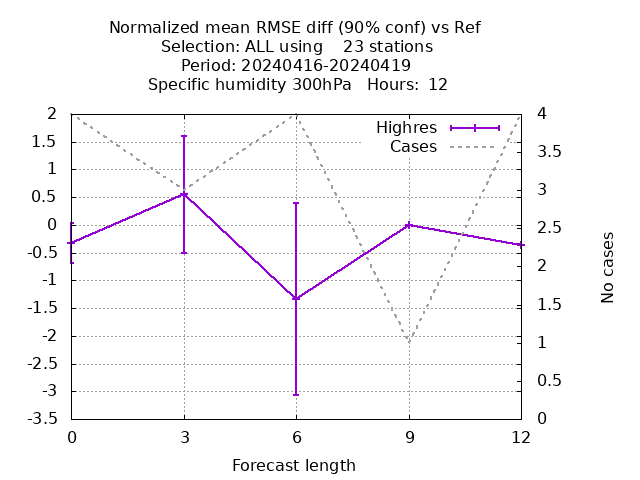 Normalized mean RMSE diff (90% conf) vs Ref
Selection: ALL using    23 stations
Period: 20240416-20240419
Specific humidity 300hPa   Hours:  12
Highres
Cases
2
1.5
1
0.5
0
-0.5
-1
-1.5
-2
-2.5
-3
-3.5
4
3.5
3
2.5
2
1.5
1
0.5
0
No cases
0 3 6 9 12
Forecast length